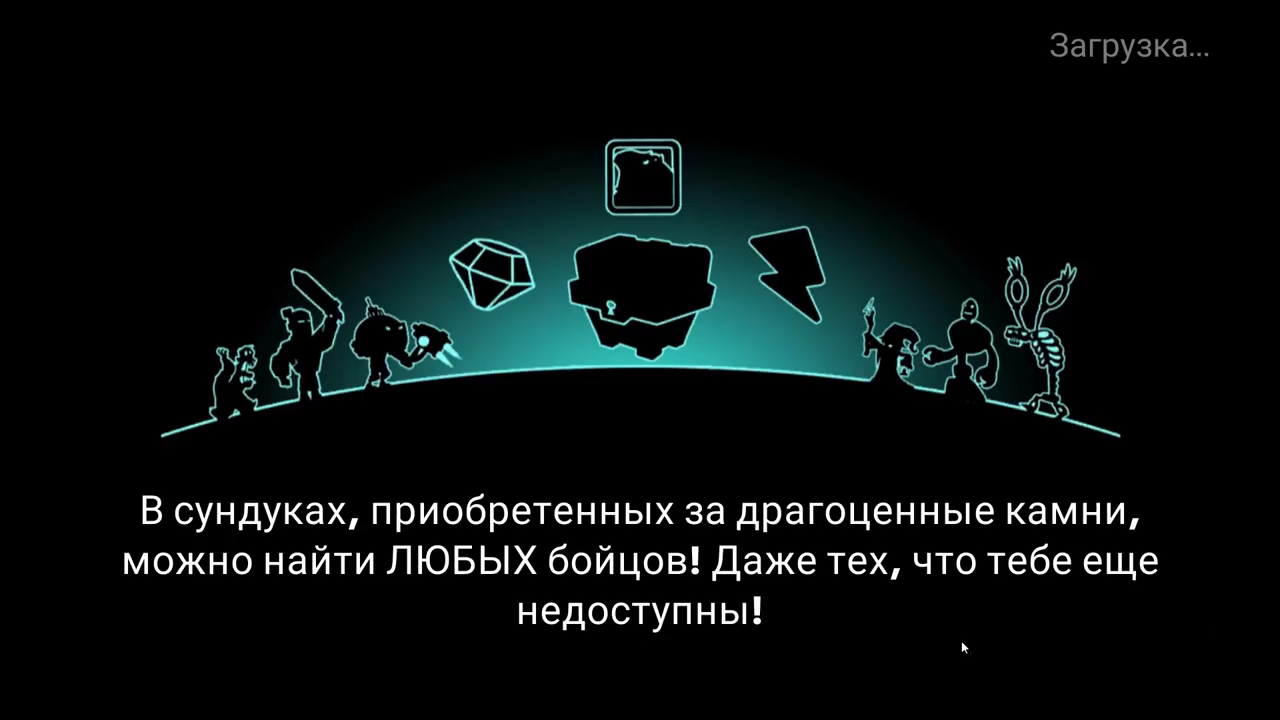 Загрузка...
В сундуках, приобретенных за драгоценные камни,
можно найти ЛЮБЫХ бойцов! Даже тех, что тебе еще
недоступны!